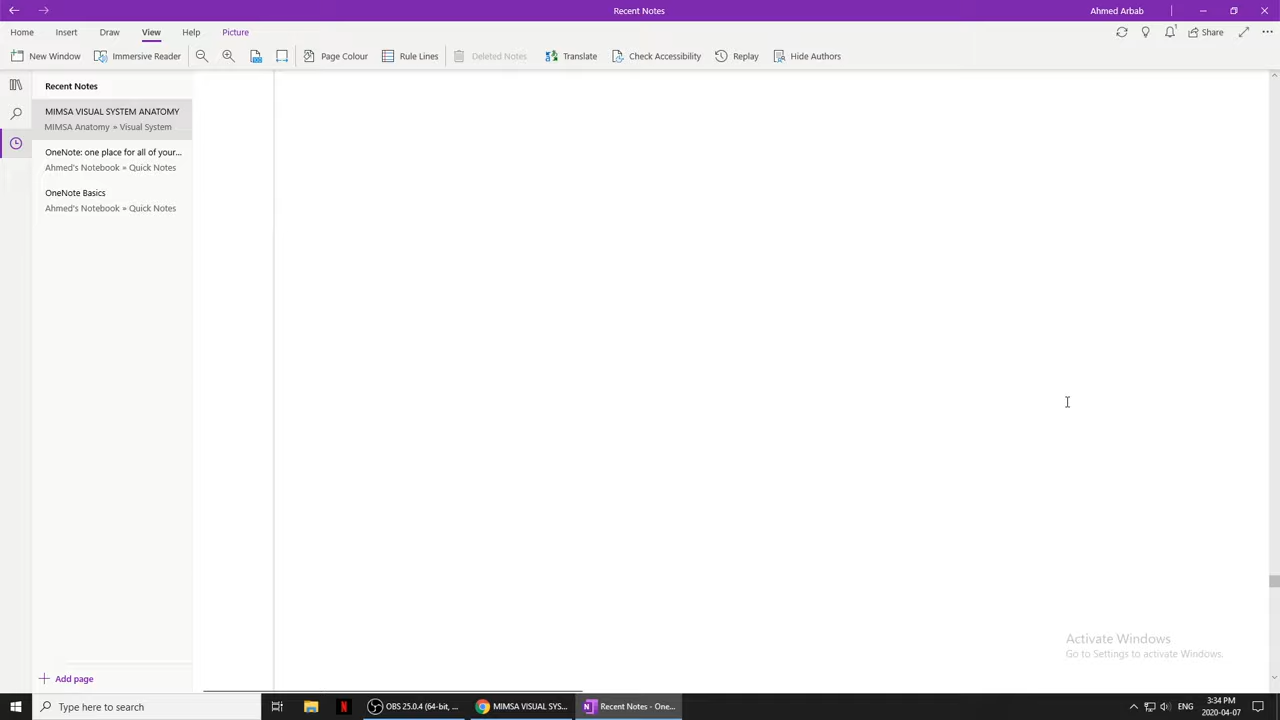 Recent Notes
Ahmed Arbab
Home
Insert
Draw
View
Help
Picture
1
Share
New Window
Immersive Reader
Page Colour
Rule Lines
Deleted Notes
Translate
Check Accessibility
Replay
Hide Authors
Recent Notes
MIMSA VISUAL SYSTEM ANATOMY
MIMSA Anatomy » Visual System
OneNote: one place for all of your...
Ahmed's Notebook » Quick Notes
OneNote Basics
Ahmed's Notebook » Quick Notes
Activate Windows
Go to Settings to activate Windows.
Add page
Type here to search
N
OBS 25.0.4 (64-bit, ...
MIMSA VISUAL SYS...
N
Recent Notes - One...
ENG
3:34 PM
2020-04-07